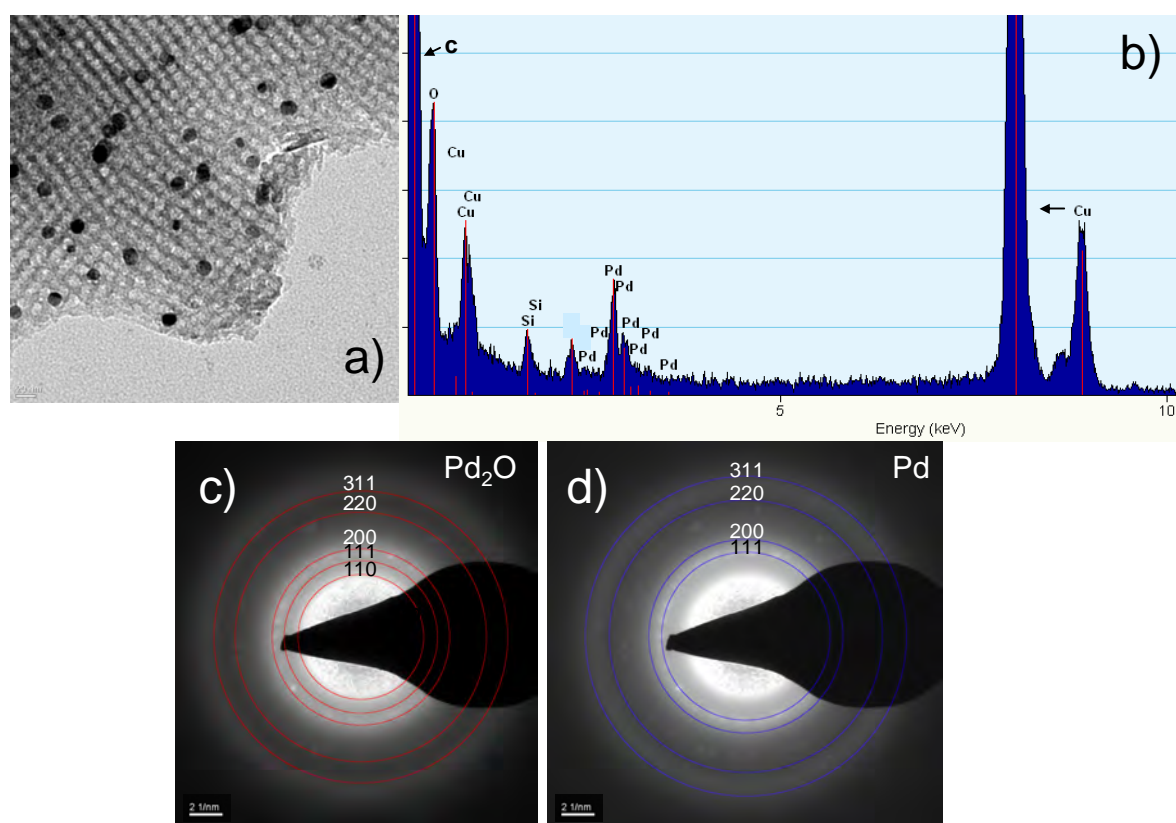 a)
b)
c
O
Cu
Cu
Cu
Si
Si
Pd
Pd
Pd
Pd
Pd
Pd
Pd
Pd
Cu
5
10
Energy (keV)
c)
Pd₂O
311
220
200
111
110
2 1/nm
d)
Pd
311
220
200
111
2 1/nm